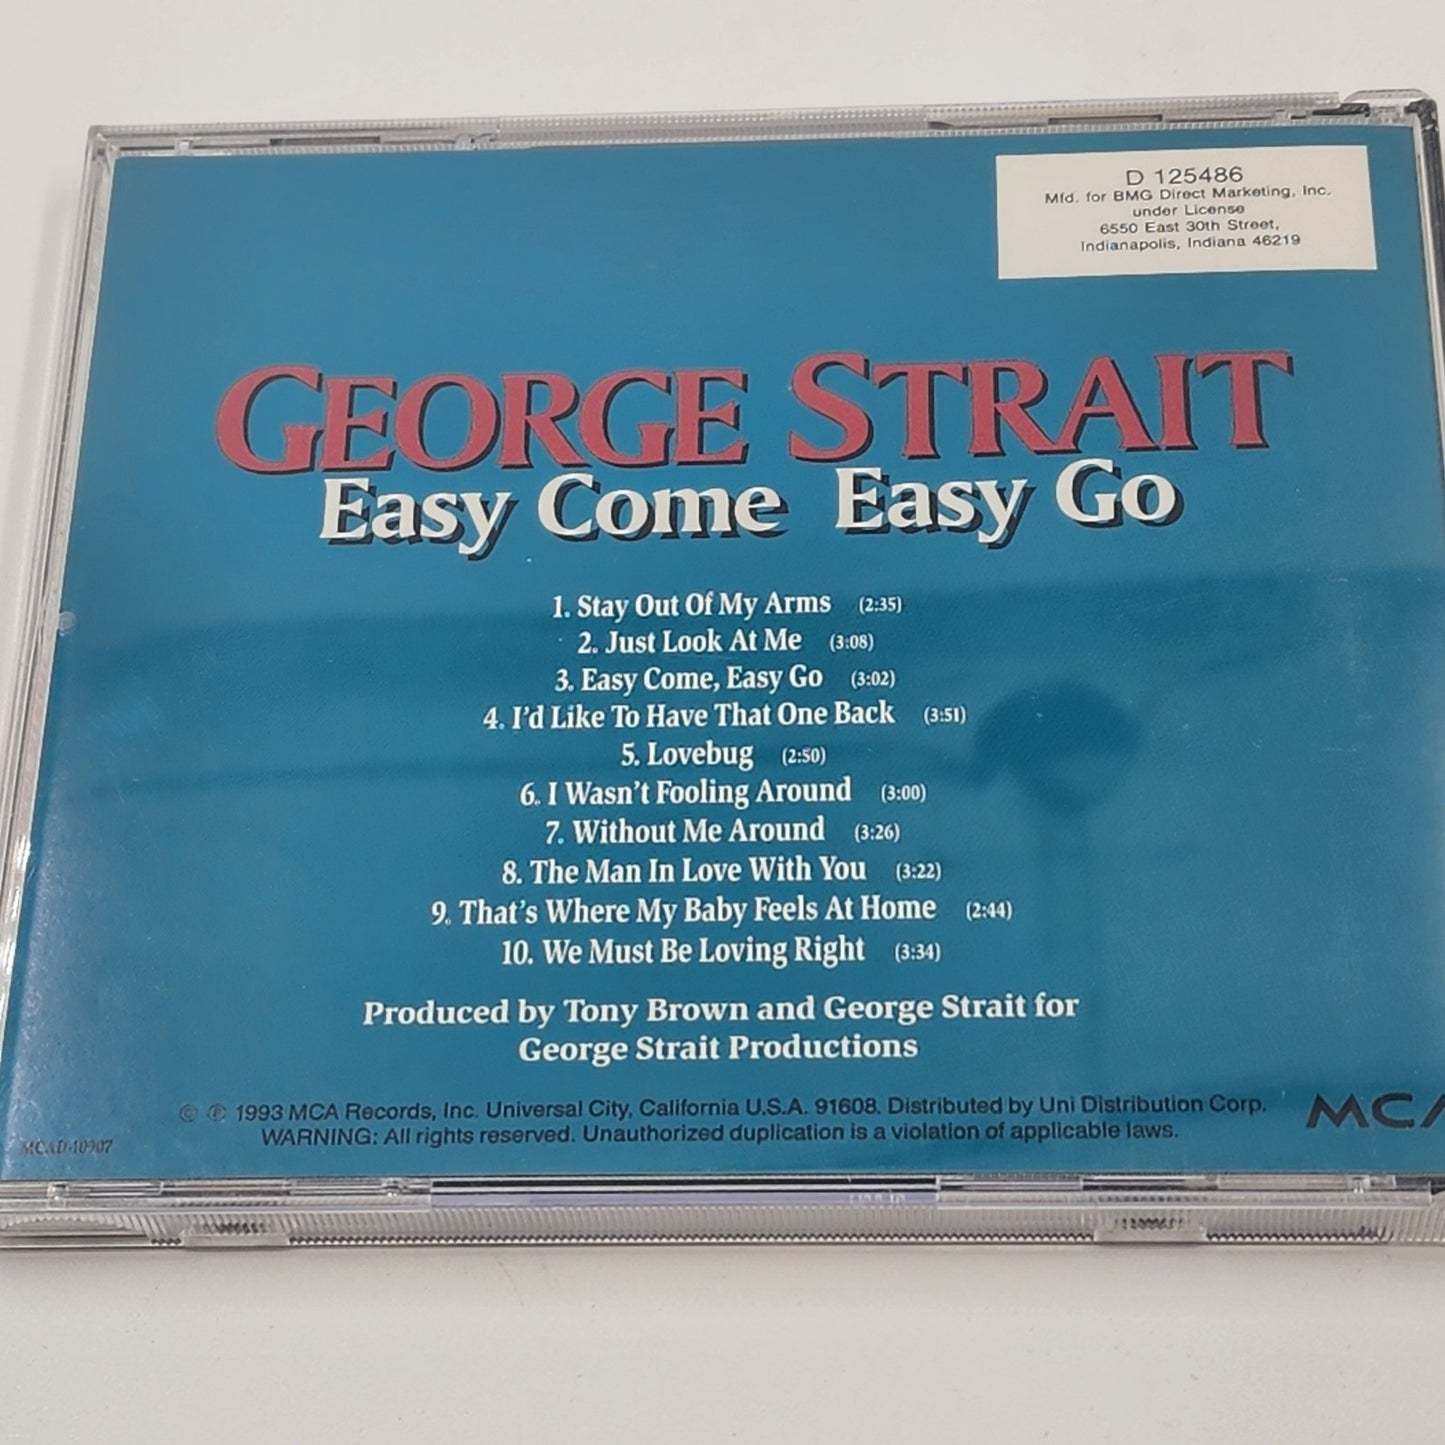 D 125486
Mfd. for BMG Direct Marketing, Inc.
under License
6550 East 30th Street,
Indianapolis, Indiana 46219
GEORGE STRAIT
Easy Come Easy Go
1. Stay Out Of My Arms (2:35)
2. Just Look At Me (3:08)
3. Easy Come, Easy Go (3:02)
4. I'd Like To Have That One Back (3:51)
5. Lovebug (2:50)
6. I Wasn't Fooling Around (3:00)
7. Without Me Around (3:26)
8. The Man In Love With You (3:22)
9. That's Where My Baby Feels At Home (2:44)
10. We Must Be Loving Right (3:34)
Produced by Tony Brown and George Strait for
George Strait Productions
© ℗ 1993 MCA Records, Inc. Universal City, California U.S.A. 91608. Distributed by Uni Distribution Corp.
WARNING: All rights reserved. Unauthorized duplication is a violation of applicable laws.
MCAD-10907
MCA